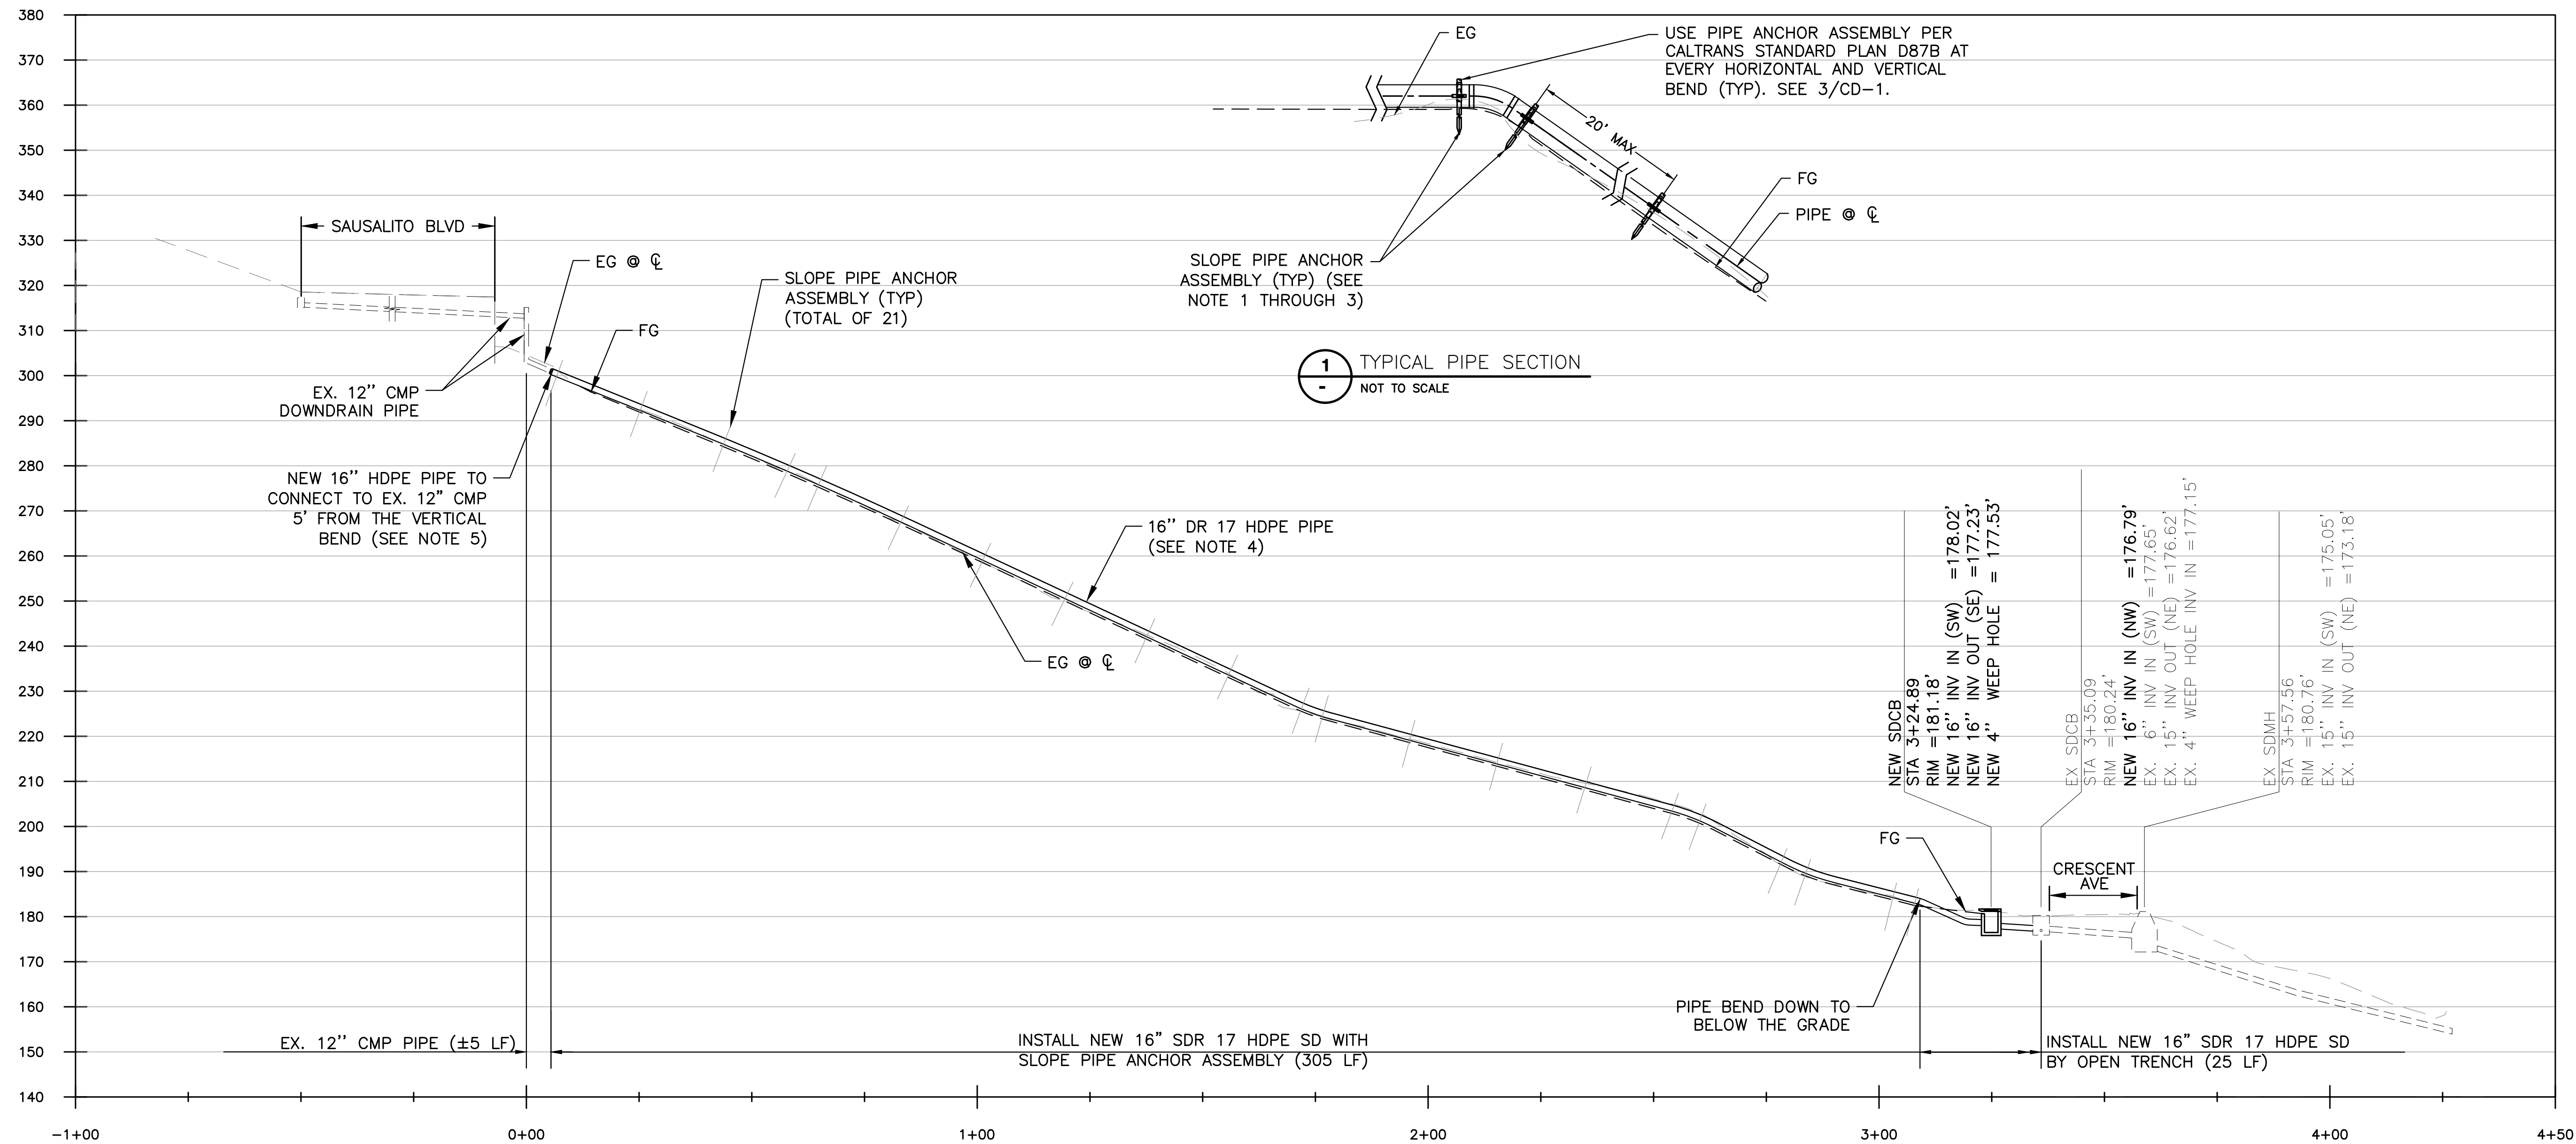 380
370
360
350
340
330
320
310
300
290
280
270
260
250
240
230
220
210
200
190
180
170
160
150
140
EG
USE PIPE ANCHOR ASSEMBLY PER
CALTRANS STANDARD PLAN D87B AT
EVERY HORIZONTAL AND VERTICAL
BEND (TYP). SEE 3/CD-1.
20' MAX
FG
PIPE @ ℄
SLOPE PIPE ANCHOR
ASSEMBLY (TYP) (SEE
NOTE 1 THROUGH 3)
1
-
TYPICAL PIPE SECTION
NOT TO SCALE
SAUSALITO BLVD
EG @ ℄
SLOPE PIPE ANCHOR
ASSEMBLY (TYP)
(TOTAL OF 21)
FG
EX. 12'' CMP
DOWNDRAIN PIPE
NEW 16'' HDPE PIPE TO
CONNECT TO EX. 12" CMP
5' FROM THE VERTICAL
BEND (SEE NOTE 5)
16'' DR 17 HDPE PIPE
(SEE NOTE 4)
EG @ ℄
NEW SDCB
STA 3+24.89
RIM =181.18'
NEW 16'' INV IN (SW) =178.02'
NEW 16'' INV OUT (SE) =177.23'
NEW 4'' WEEP HOLE = 177.53'
EX SDCB
STA 3+35.09
RIM =180.24'
NEW 16'' INV IN (NW) =176.79'
EX. 6'' INV IN (SW) =177.65'
EX. 15'' INV OUT (NE) =176.62'
EX. 4'' WEEP HOLE INV IN =177.15'
EX SDMH
STA 3+57.56
RIM =180.76'
EX. 15'' INV IN (SW) =175.05'
EX. 15'' INV OUT (NE) =173.18'
FG
CRESCENT
AVE
PIPE BEND DOWN TO
BELOW THE GRADE
EX. 12'' CMP PIPE (±5 LF)
INSTALL NEW 16" SDR 17 HDPE SD WITH
SLOPE PIPE ANCHOR ASSEMBLY (305 LF)
INSTALL NEW 16" SDR 17 HDPE SD
BY OPEN TRENCH (25 LF)
-1+00
0+00
1+00
2+00
3+00
4+00
4+50